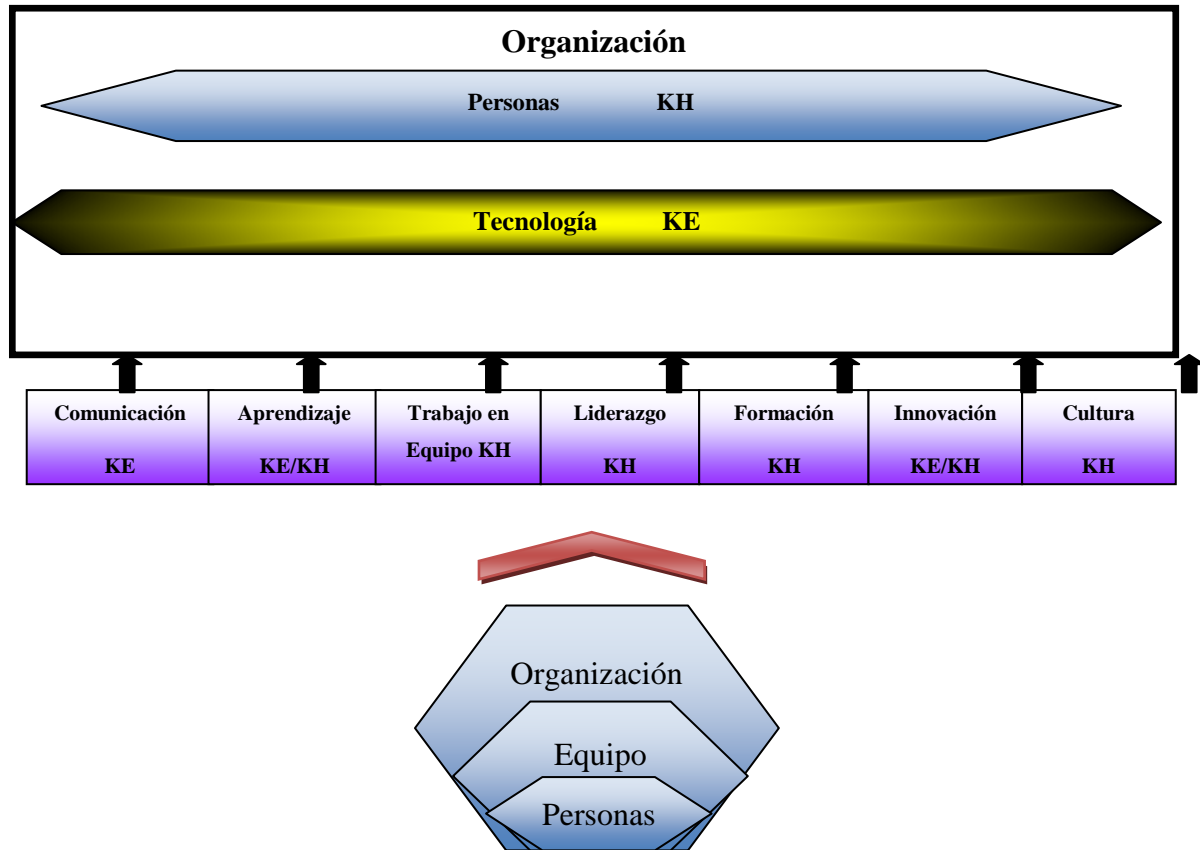 Organización
Personas KH
Tecnología KE
Comunicación Aprendizaje Trabajo en Liderazgo Formación Innovación Cultura
Equipo KH
KE KE/KH KH KH KE/KH KH
Organización
Equipo
Personas